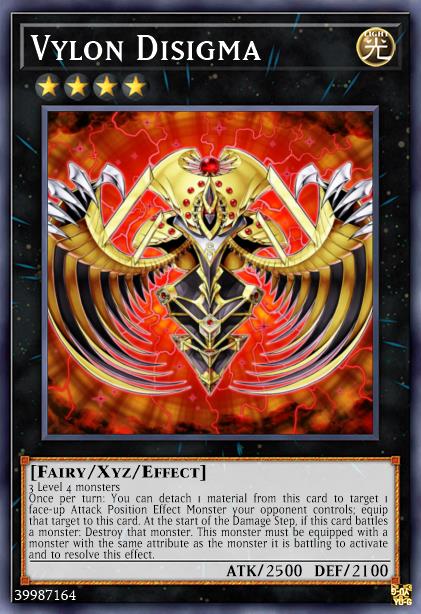 Vylon Disigma
LIGHT
光
[Fairy/Xyz/Effect]
3 Level 4 monsters
Once per turn: You can detach 1 material from this card to target 1
face-up Attack Position Effect Monster your opponent controls; equip
that target to this card. At the start of the Damage Step, if this card battles
a monster: Destroy that monster. This monster must be equipped with a
monster with the same attribute as the monster it is battling to activate
and to resolve this effect.
ATK/2500 DEF/2100
39987164